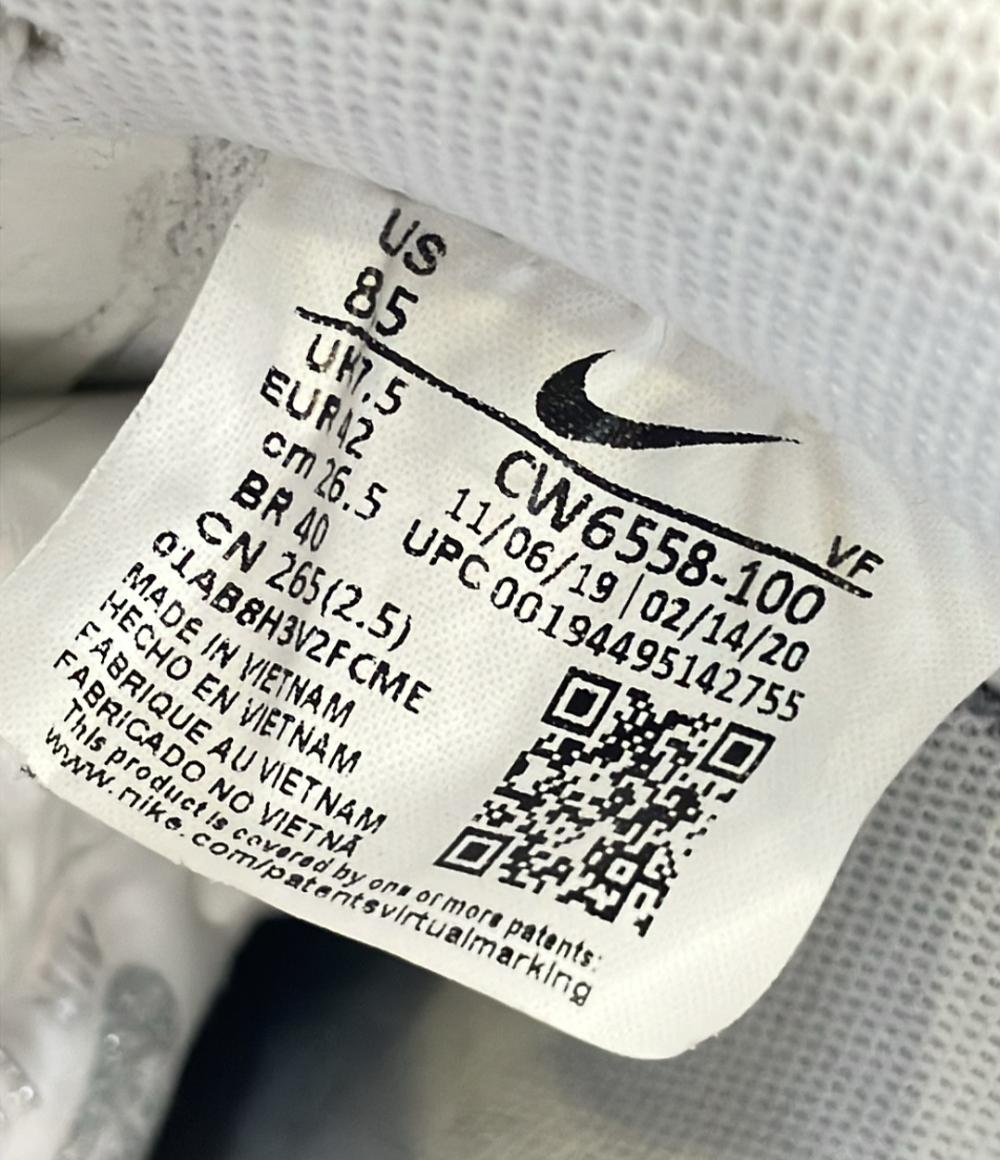 US
85
UK7.5
EUR42
cm 26.5
BR 40
CN 265(2.5)
01AB8H3V2FCME
MADE IN VIETNAM
HECHO EN VIETNAM
FABRIQUE AU VIETNAM
FABRICADO NO VIETNÃ
This product is covered by one or more patents:
www.nike.com/patentsvirtualmarking
VF
CW6558-100
11/06/19 | 02/14/20
UPC 00194495142755